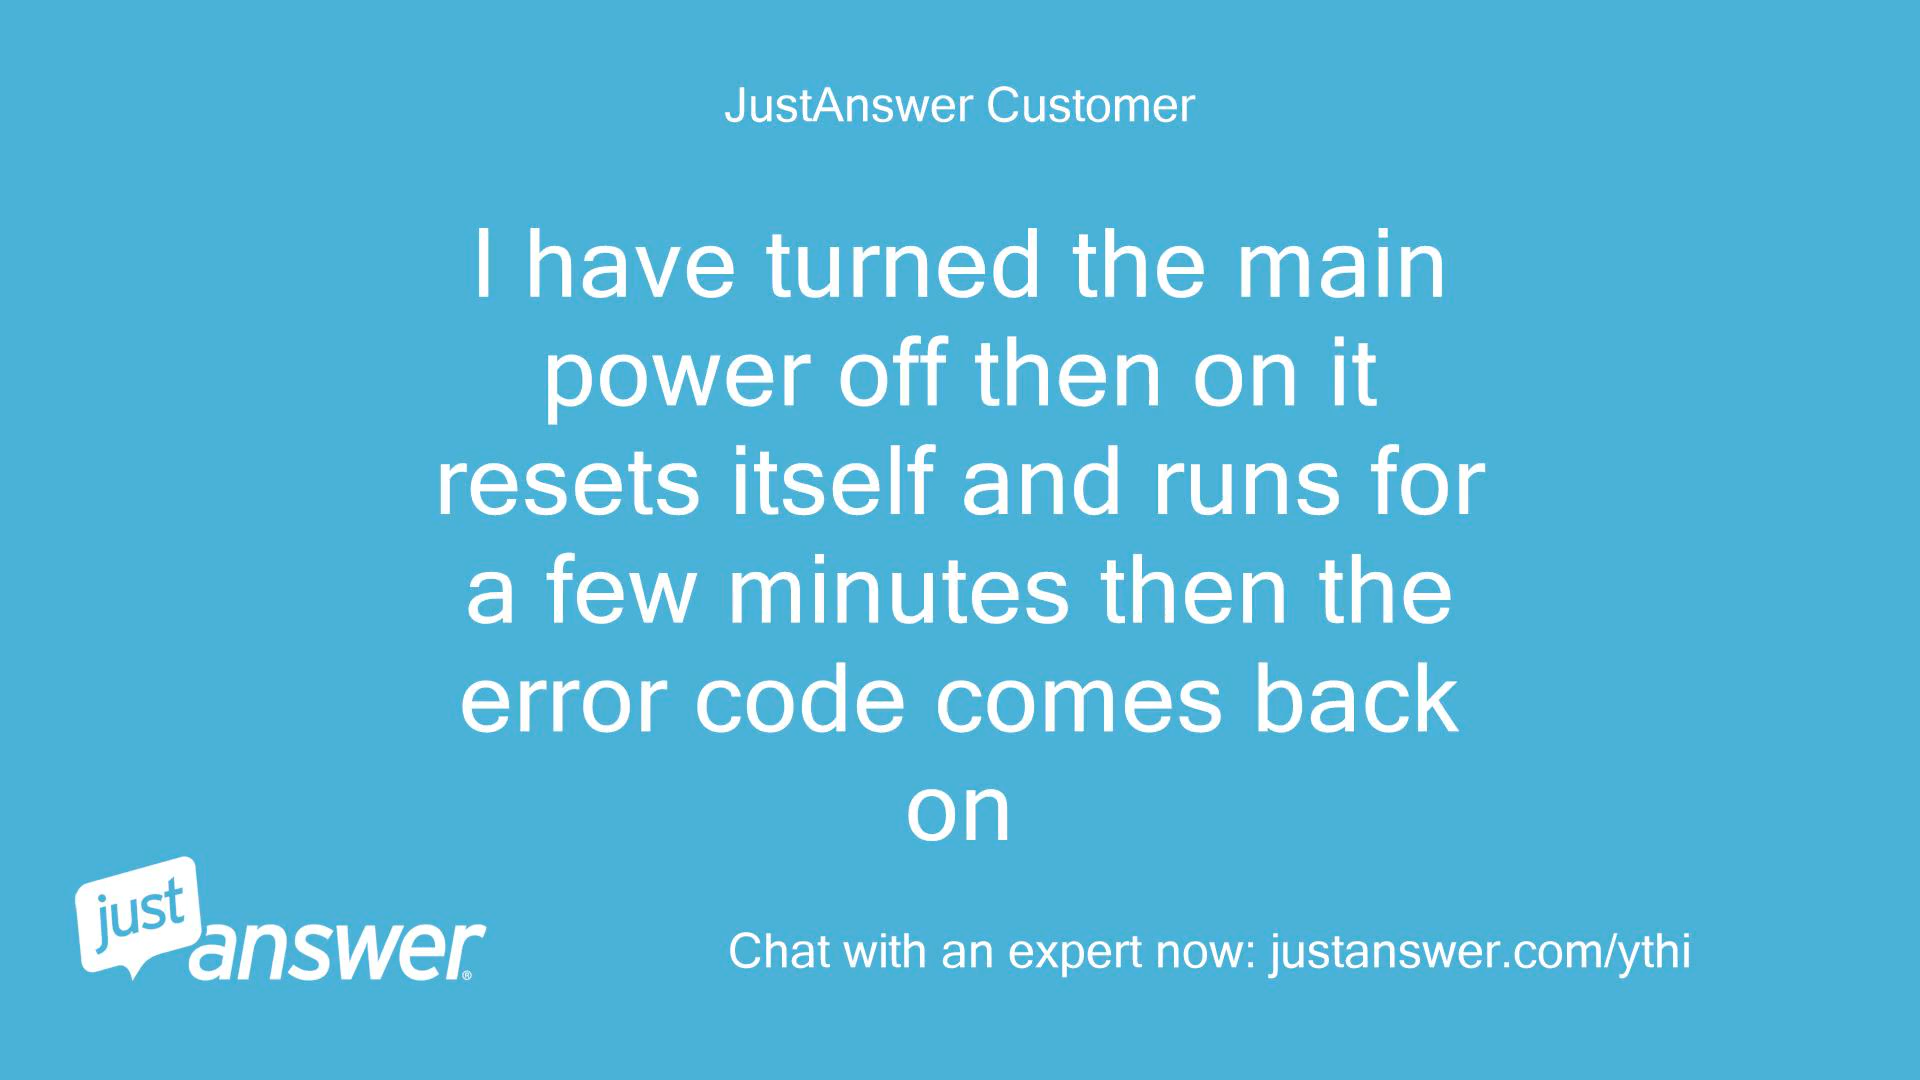 JustAnswer Customer
I have turned the main
power off then on it
resets itself and runs for
a few minutes then the
error code comes back
on
just
answer®
Chat with an expert now: justanswer.com/ythi